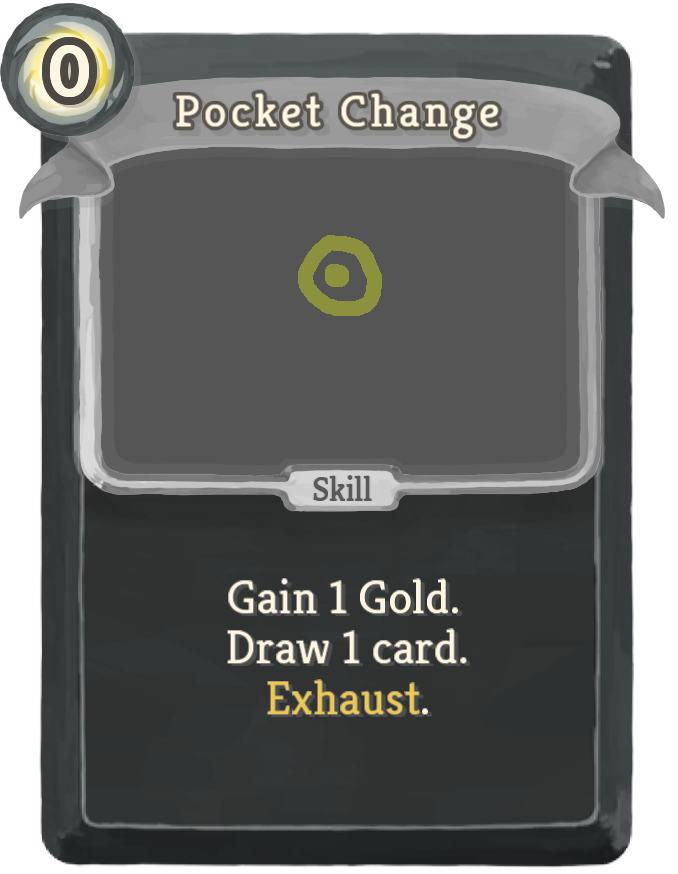 0
Pocket Change
Skill
Gain 1 Gold.
Draw 1 card.
Exhaust.